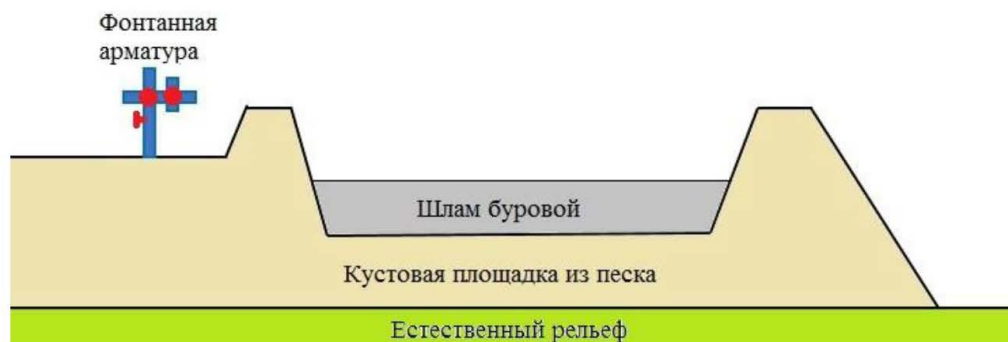 Фонтанная
арматура
Шлам буровой
Кустовая площадка из песка
Естественный рельеф